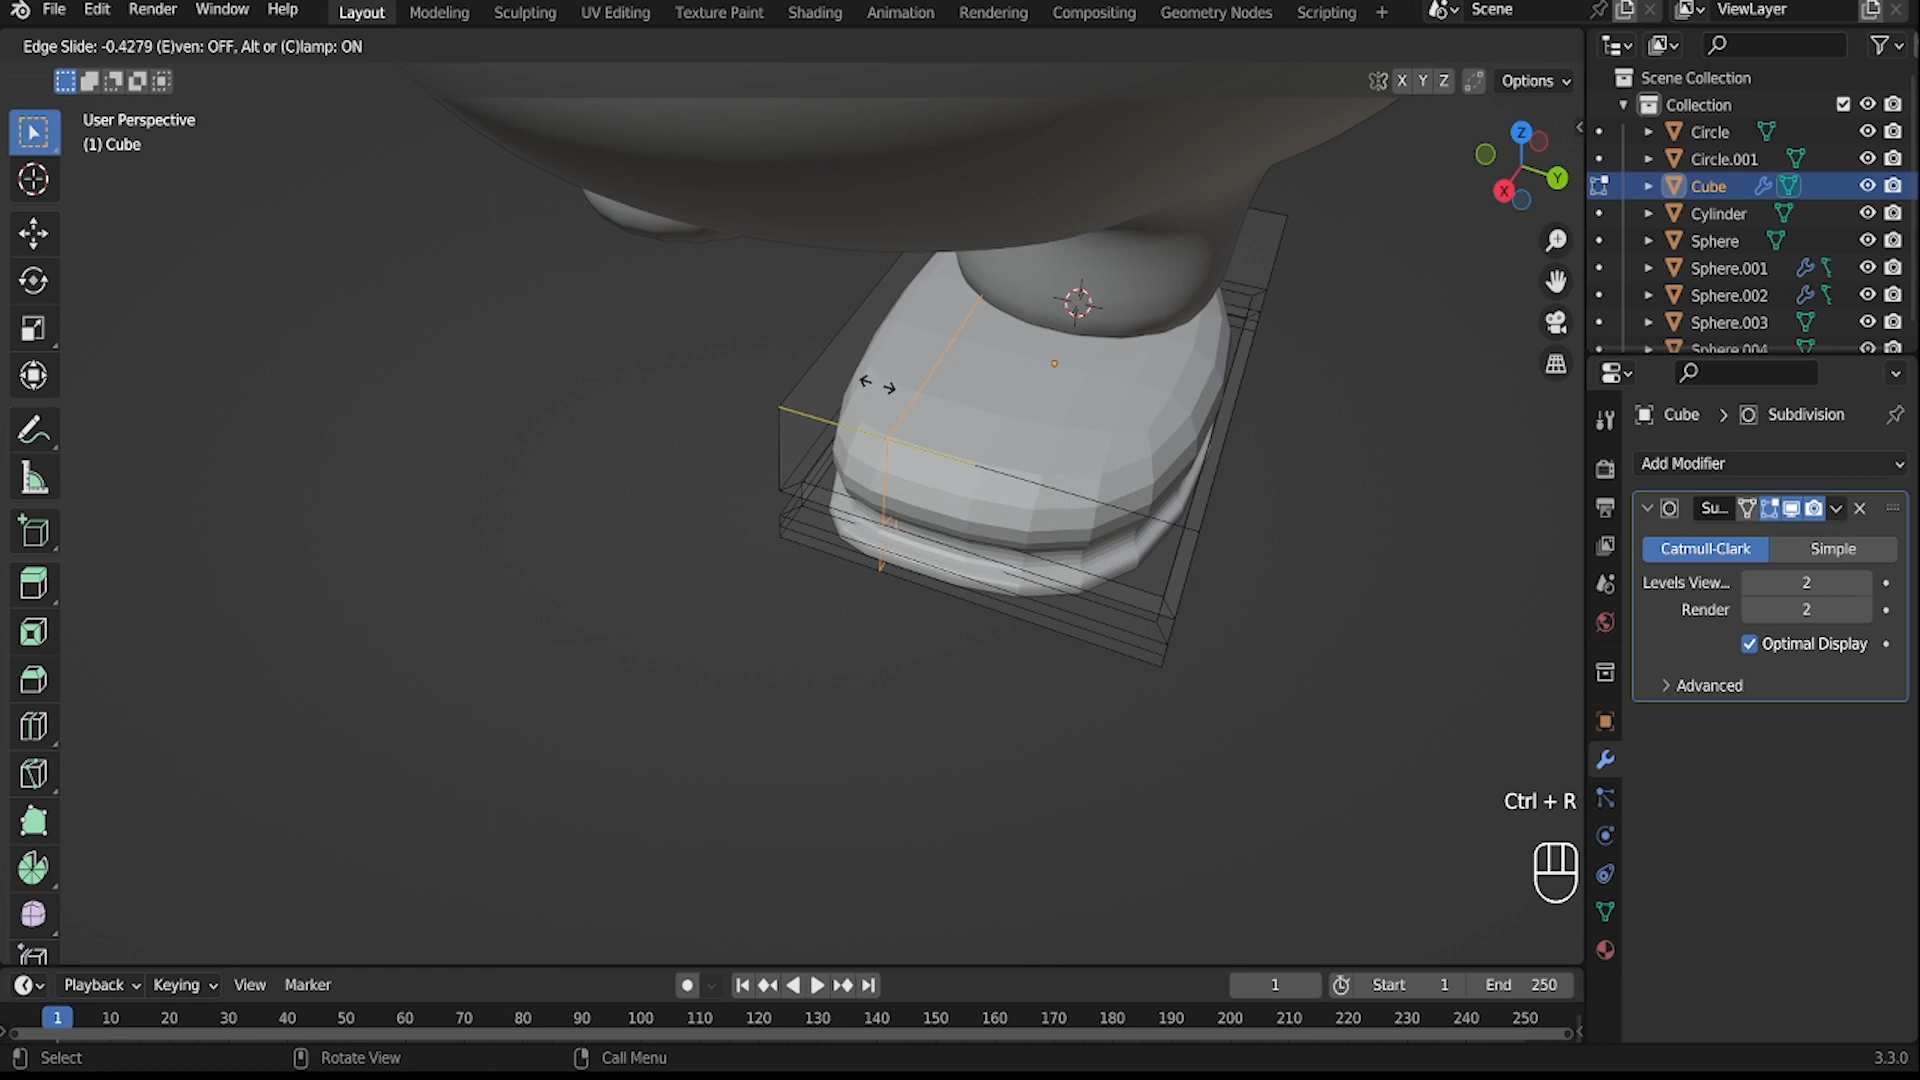 File Edit Render Window Help Layout Modeling Sculpting UV Editing Texture Paint Shading Animation Rendering Compositing Geometry Nodes Scripting + Scene ViewLayer
Edge Slide: -0.4279 (E)ven: OFF, Alt or (C)lamp: ON
X Y Z Options
User Perspective
(1) Cube
Z
Y
X
Scene Collection
Collection
Circle
Circle.001
Cube
Cylinder
Sphere
Sphere.001
Sphere.002
Sphere.003
Sphere.004
Cube > Subdivision
Add Modifier
Su...
Catmull-Clark Simple
Levels View... 2
Render 2
Optimal Display
Advanced
Ctrl + R
Playback Keying View Marker 1 Start 1 End 250
1 10 20 30 40 50 60 70 80 90 100 110 120 130 140 150 160 170 180 190 200 210 220 230 240 250
Select Rotate View Call Menu 3.3.0